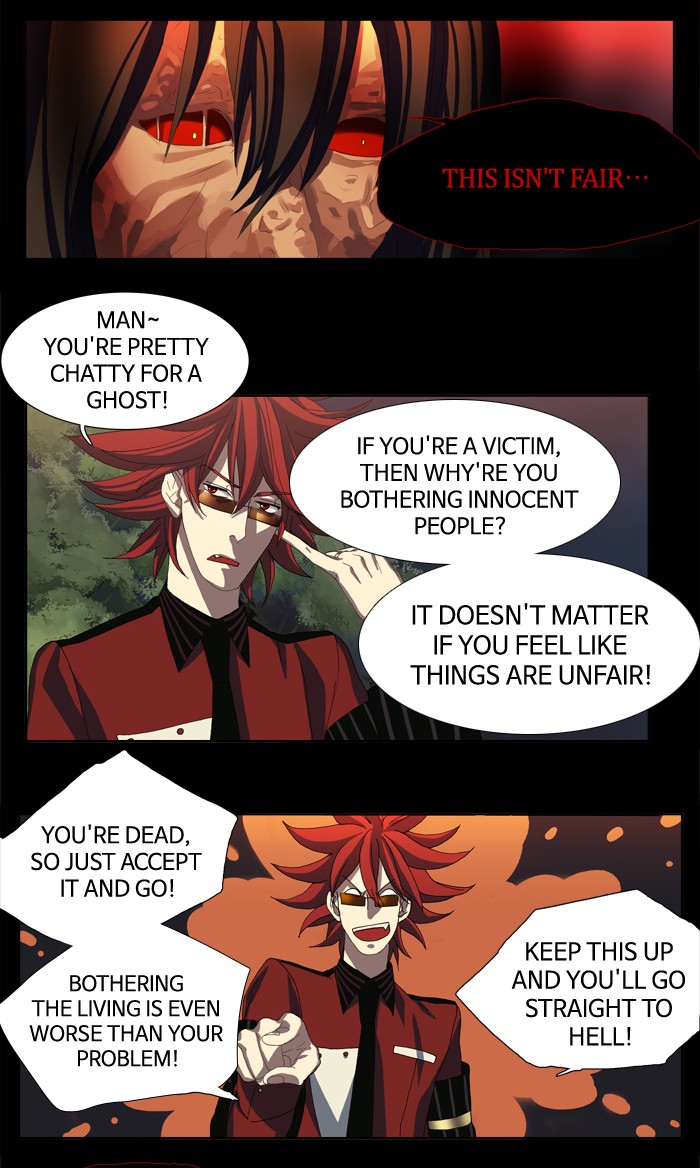 THIS ISN'T FAIR…
MAN~
YOU'RE PRETTY
CHATTY FOR A
GHOST!
IF YOU'RE A VICTIM,
THEN WHY'RE YOU
BOTHERING INNOCENT
PEOPLE?
IT DOESN'T MATTER
IF YOU FEEL LIKE
THINGS ARE UNFAIR!
YOU'RE DEAD,
SO JUST ACCEPT
IT AND GO!
BOTHERING
THE LIVING IS EVEN
WORSE THAN YOUR
PROBLEM!
KEEP THIS UP
AND YOU'LL GO
STRAIGHT TO
HELL!